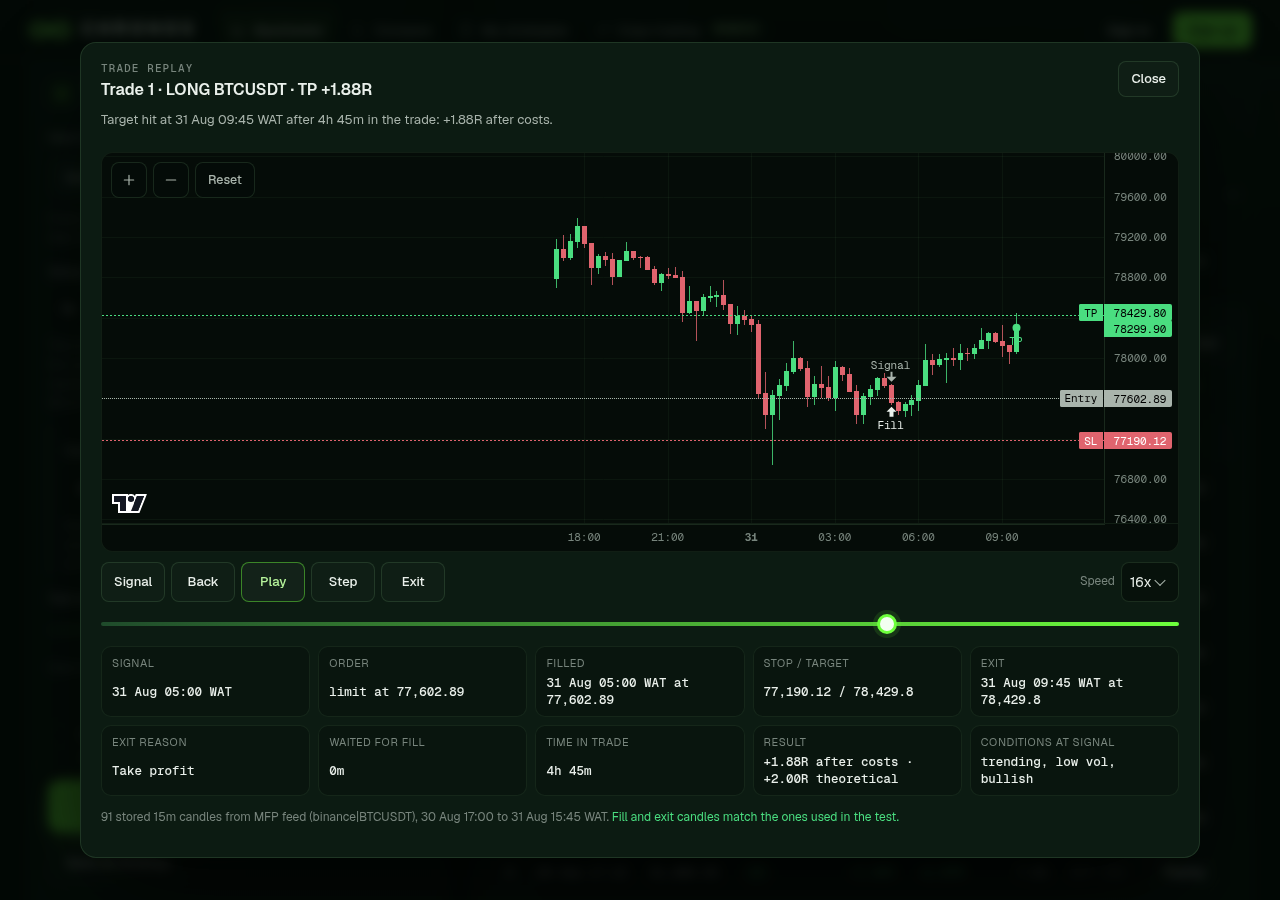 TRADE REPLAY
Trade 1 · LONG BTCUSDT · TP +1.88R
Close
Target hit at 31 Aug 09:45 WAT after 4h 45m in the trade: +1.88R after costs.
+
−
Reset
80000.00
79600.00
79200.00
78800.00
TP 78429.80
78299.90
TP
78000.00
Signal
Entry 77602.89
Fill
SL 77190.12
76800.00
76400.00
18:00 21:00 31 03:00 06:00 09:00
Signal Back Play Step Exit
Speed 16x
SIGNAL
31 Aug 05:00 WAT
ORDER
limit at 77,602.89
FILLED
31 Aug 05:00 WAT at
77,602.89
STOP / TARGET
77,190.12 / 78,429.8
EXIT
31 Aug 09:45 WAT at
78,429.8
EXIT REASON
Take profit
WAITED FOR FILL
0m
TIME IN TRADE
4h 45m
RESULT
+1.88R after costs ·
+2.00R theoretical
CONDITIONS AT SIGNAL
trending, low vol,
bullish
91 stored 15m candles from MFP feed (binance|BTCUSDT), 30 Aug 17:00 to 31 Aug 15:45 WAT. Fill and exit candles match the ones used in the test.